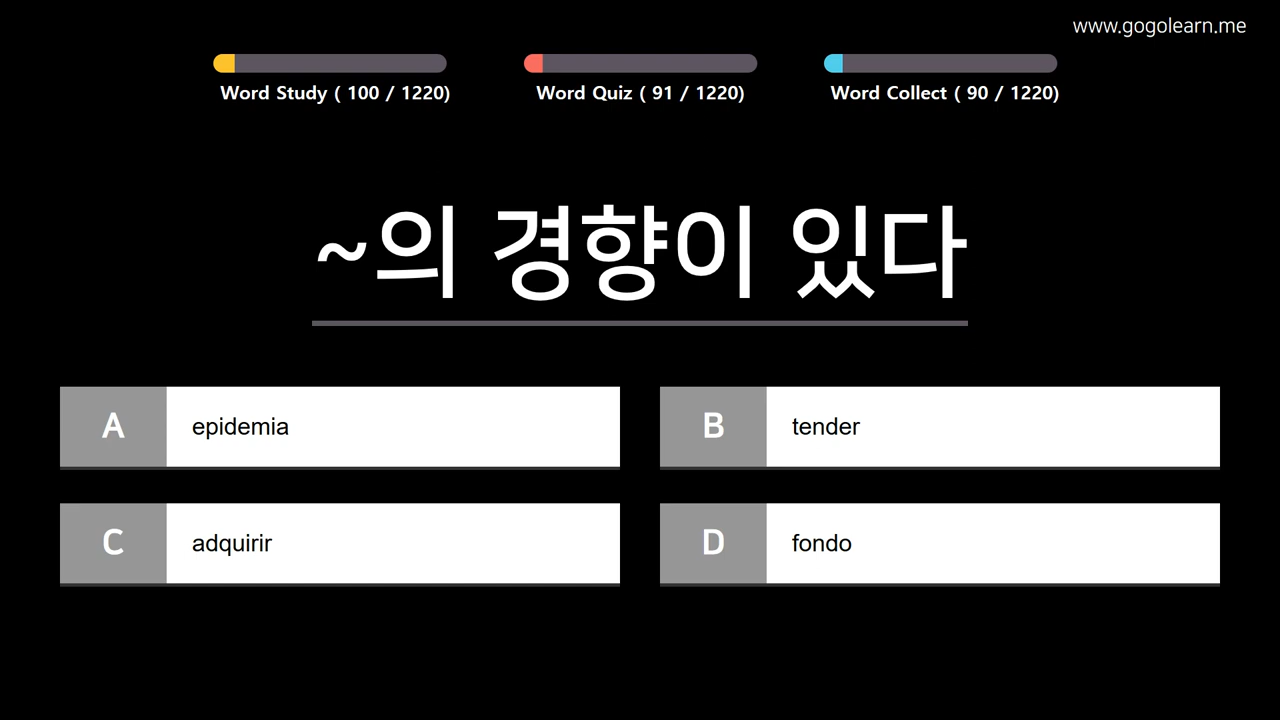 www.gogolearn.me
Word Study ( 100 / 1220)
Word Quiz ( 91 / 1220)
Word Collect ( 90 / 1220)
~의 경향이 있다
A epidemia
B tender
C adquirir
D fondo